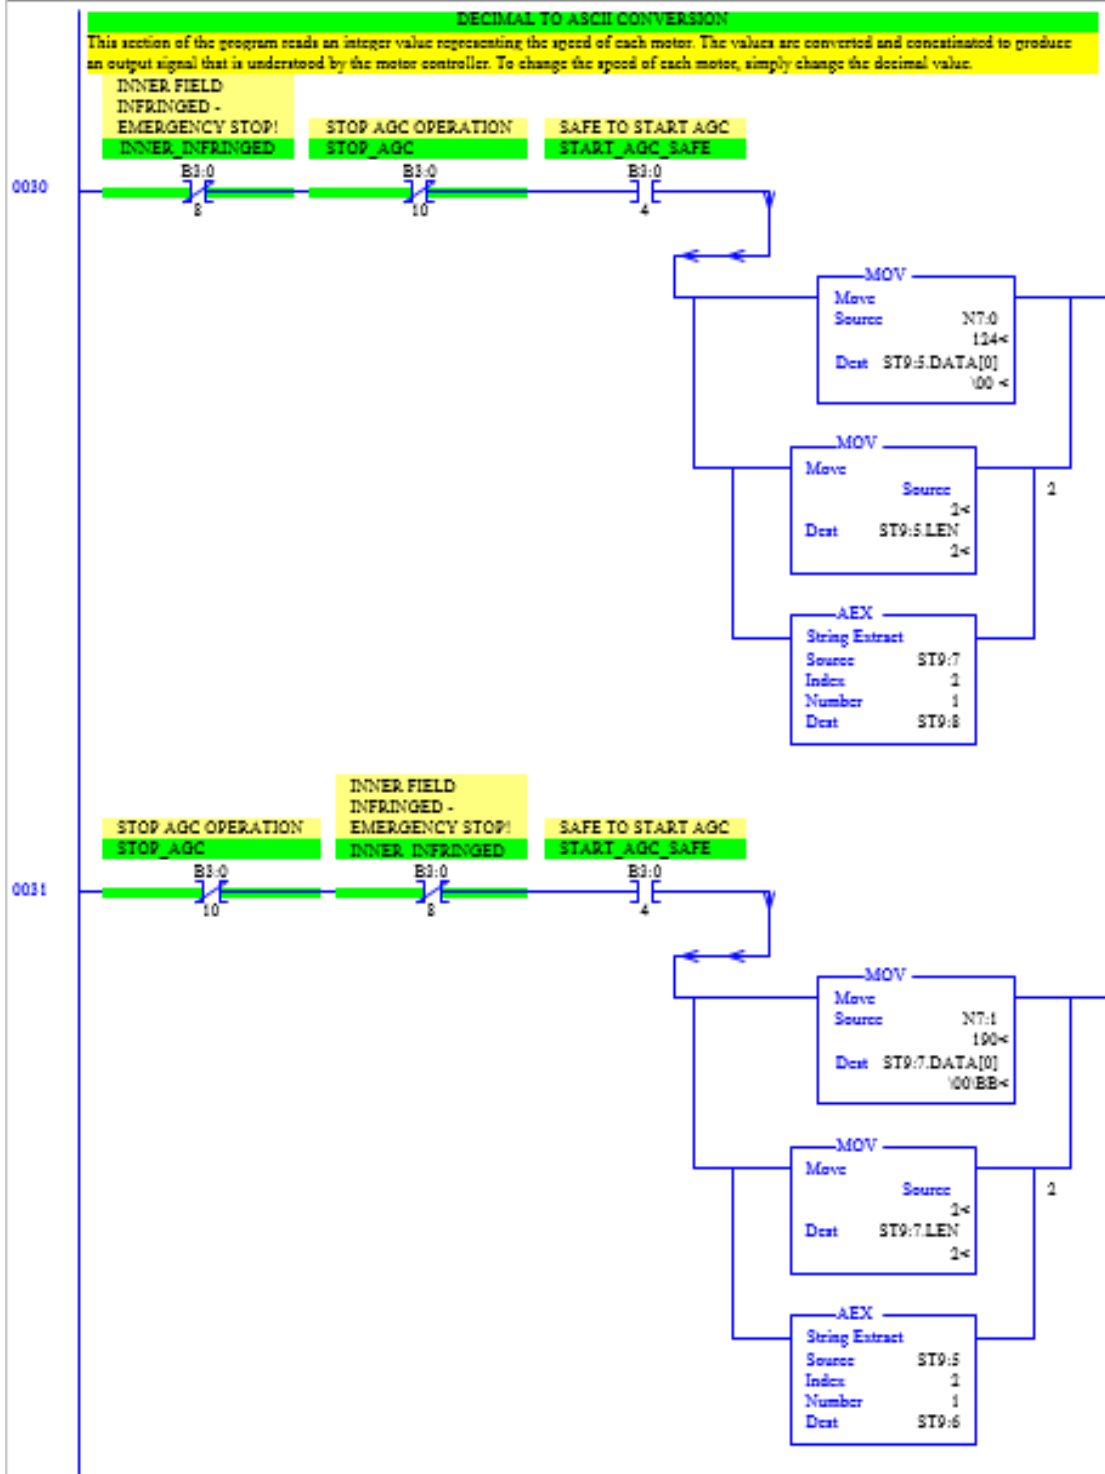 DECIMAL TO ASCII CONVERSION
This section of the program reads an integer value representing the speed of each motor. The values are converted and concatinated to produce
an output signal that is understood by the motor controller. To change the speed of each motor, simply change the decimal value.
INNER FIELD
INFRINGED -
EMERGENCY STOP!
INNER_INFRINGED
STOP AGC OPERATION
STOP_AGC
SAFE TO START AGC
START_AGC_SAFE
0030
B3:0
8
B3:0
10
B3:0
4
MOV
Move
Source N7:0
124<
Dest ST9:5.DATA[0]
\00 <
MOV
Move
Source 2
2<
Dest ST9:5.LEN
2<
AEX
String Extract
Source ST9:7
Index 2
Number 1
Dest ST9:8
STOP AGC OPERATION
STOP_AGC
INNER FIELD
INFRINGED -
EMERGENCY STOP!
INNER_INFRINGED
SAFE TO START AGC
START_AGC_SAFE
0031
B3:0
10
B3:0
8
B3:0
4
MOV
Move
Source N7:1
190<
Dest ST9:7.DATA[0]
\00\BB<
MOV
Move
Source 2
2<
Dest ST9:7.LEN
2<
AEX
String Extract
Source ST9:5
Index 2
Number 1
Dest ST9:6